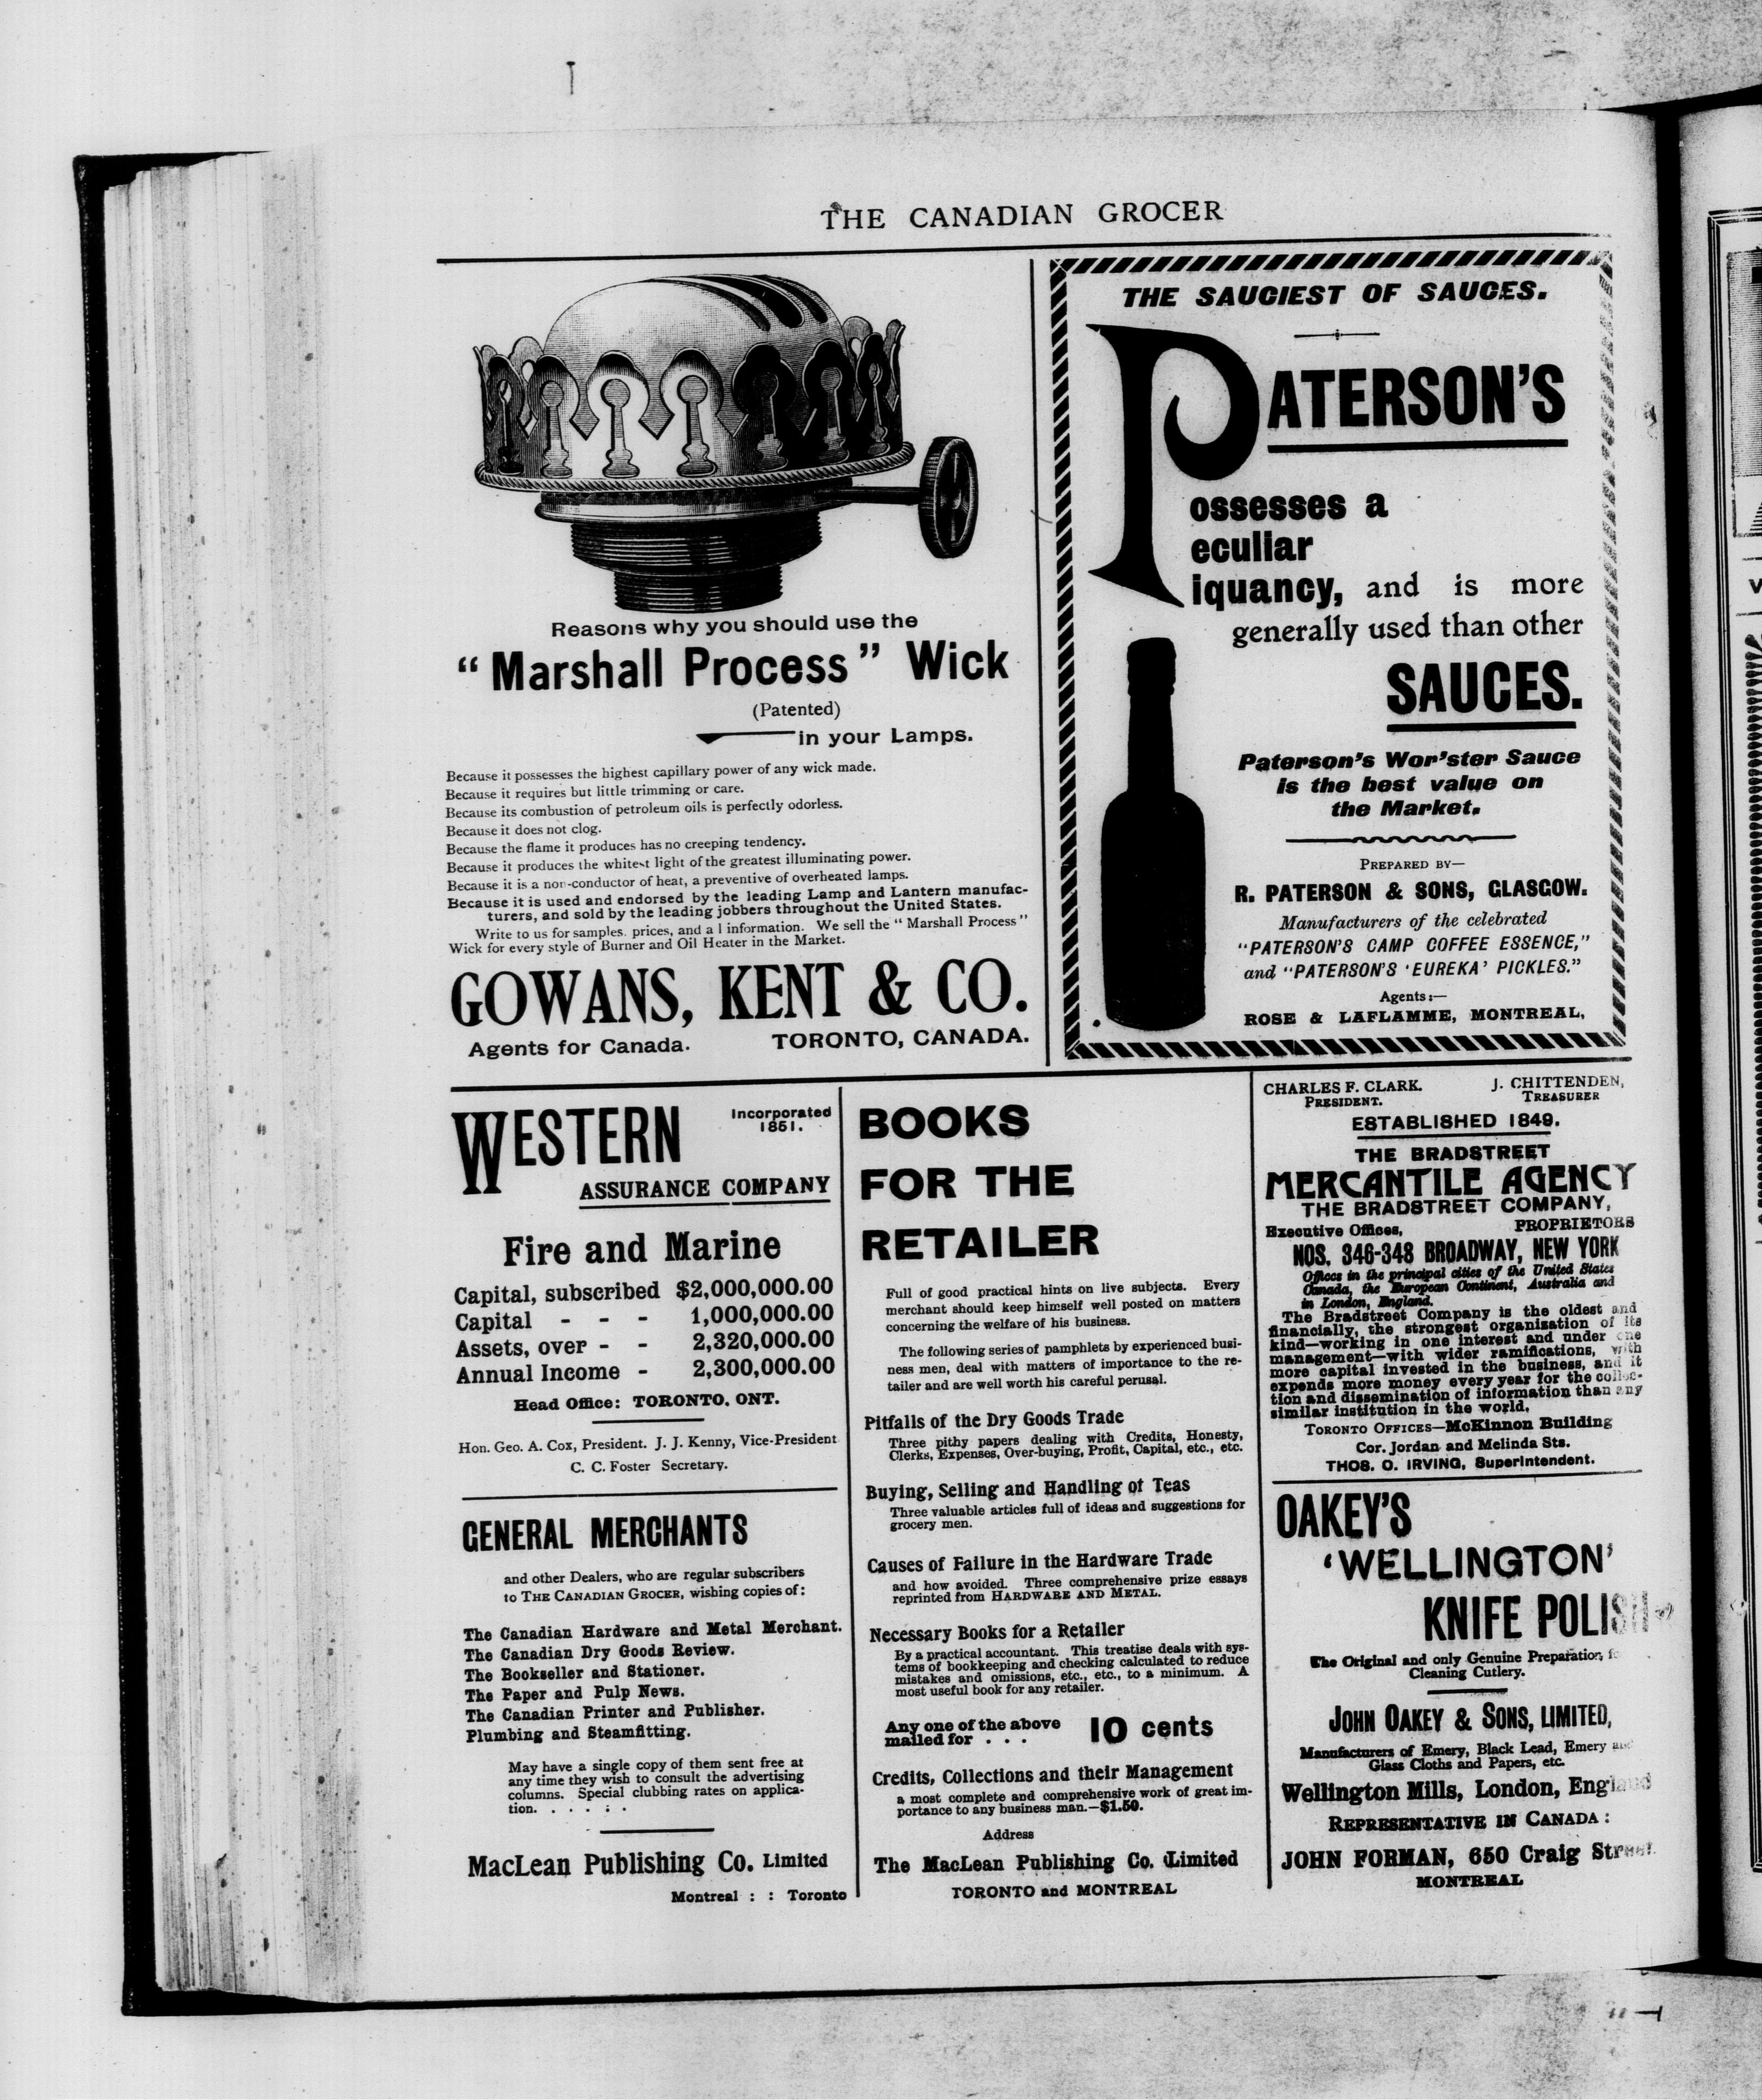 THE CANADIAN GROCER
Reasons why you should use the
"Marshall Process" Wick
(Patented)
in your Lamps.
Because it possesses the highest capillary power of any wick made.
Because it requires but little trimming or care.
Because its combustion of petroleum oils is perfectly odorless.
Because it does not clog.
Because the flame it produces has no creeping tendency.
Because it produces the whitest light of the greatest illuminating power.
Because it is a non-conductor of heat, a preventive of overheated lamps.
Because it is used and endorsed by the leading Lamp and Lantern manufac-
turers, and sold by the leading jobbers throughout the United States.
Write to us for samples. prices, and a l information. We sell the "Marshall Process"
Wick for every style of Burner and Oil Heater in the Market.
GOWANS, KENT & CO.
Agents for Canada. TORONTO, CANADA.
THE SAUCIEST OF SAUCES.
PATERSON'S
ossesses a
eculiar
iquancy, and is more
generally used than other
SAUCES.
Paterson's Wor'ster Sauce
is the best value on
the Market.
PREPARED BY—
R. PATERSON & SONS, GLASGOW.
Manufacturers of the celebrated
"PATERSON'S CAMP COFFEE ESSENCE,"
and "PATERSON'S 'EUREKA' PICKLES."
Agents:—
ROSE & LAFLAMME, MONTREAL,
WESTERN
Incorporated
1851.
ASSURANCE COMPANY
Fire and Marine
Capital, subscribed $2,000,000.00
Capital - - - 1,000,000.00
Assets, over - - 2,320,000.00
Annual Income - 2,300,000.00
Head Office: TORONTO. ONT.
Hon. Geo. A. Cox, President. J. J. Kenny, Vice-President
C. C. Foster Secretary.
GENERAL MERCHANTS
and other Dealers, who are regular subscribers
to THE CANADIAN GROCER, wishing copies of:
The Canadian Hardware and Metal Merchant.
The Canadian Dry Goods Review.
The Bookseller and Stationer.
The Paper and Pulp News.
The Canadian Printer and Publisher.
Plumbing and Steamfitting.
May have a single copy of them sent free at
any time they wish to consult the advertising
columns. Special clubbing rates on applica-
tion. . . . . : .
MacLean Publishing Co. Limited
Montreal : : Toronto
BOOKS
FOR THE
RETAILER
Full of good practical hints on live subjects. Every
merchant should keep himself well posted on matters
concerning the welfare of his business.
The following series of pamphlets by experienced busi-
ness men, deal with matters of importance to the re-
tailer and are well worth his careful perusal.
Pitfalls of the Dry Goods Trade
Three pithy papers dealing with Credits, Honesty,
Clerks, Expenses, Over-buying, Profit, Capital, etc., etc.
Buying, Selling and Handling of Teas
Three valuable articles full of ideas and suggestions for
grocery men.
Causes of Failure in the Hardware Trade
and how avoided. Three comprehensive prize essays
reprinted from HARDWARE AND METAL.
Necessary Books for a Retailer
By a practical accountant. This treatise deals with sys-
tems of bookkeeping and checking calculated to reduce
mistakes and omissions, etc., etc., to a minimum. A
most useful book for any retailer.
Any one of the above
mailed for . . . 10 cents
Credits, Collections and their Management
a most complete and comprehensive work of great im-
portance to any business man.—$1.50.
Address
The MacLean Publishing Co. Limited
TORONTO and MONTREAL
CHARLES F. CLARK. J. CHITTENDEN,
PRESIDENT. TREASURER
ESTABLISHED 1849.
THE BRADSTREET
MERCANTILE AGENCY
THE BRADSTREET COMPANY,
Executive Offices, PROPRIETORS
NOS. 346-348 BROADWAY, NEW YORK
Offices in the principal cities of the United States
Canada, the European Continent, Australia and
in London, England.
The Bradstreet Company is the oldest and
financially, the strongest organization of its
kind—working in one interest and under one
management—with wider ramifications, with
more capital invested in the business, and it
expends more money every year for the collec-
tion and dissemination of information than any
similar institution in the world.
TORONTO OFFICES—McKinnon Building
Cor. Jordan and Melinda Sts.
THOS. O. IRVING, Superintendent.
OAKEY'S
'WELLINGTON'
KNIFE POLISH
The Original and only Genuine Preparation
Cleaning Cutlery.
JOHN OAKEY & SONS, LIMITED,
Manufacturers of Emery, Black Lead, Emery and
Glass Cloths and Papers, etc.
Wellington Mills, London, England
REPRESENTATIVE IN CANADA:
JOHN FORMAN, 650 Craig Street.
MONTREAL